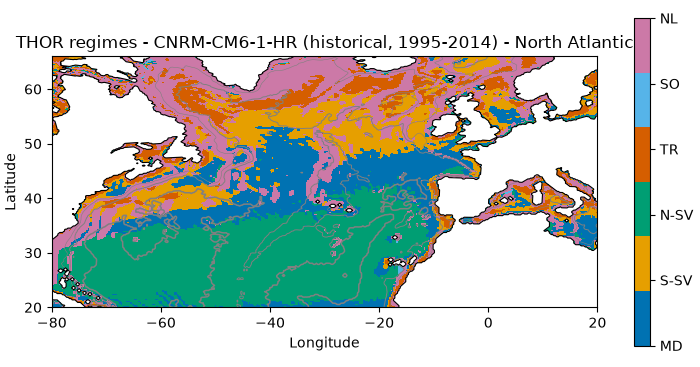 THOR regimes - CNRM-CM6-1-HR (historical, 1995-2014) - North Atlantic
NL
SO
TR
N-SV
S-SV
MD
60
50
40
30
20
Latitude
−80
−60
−40
−20
0
20
Longitude